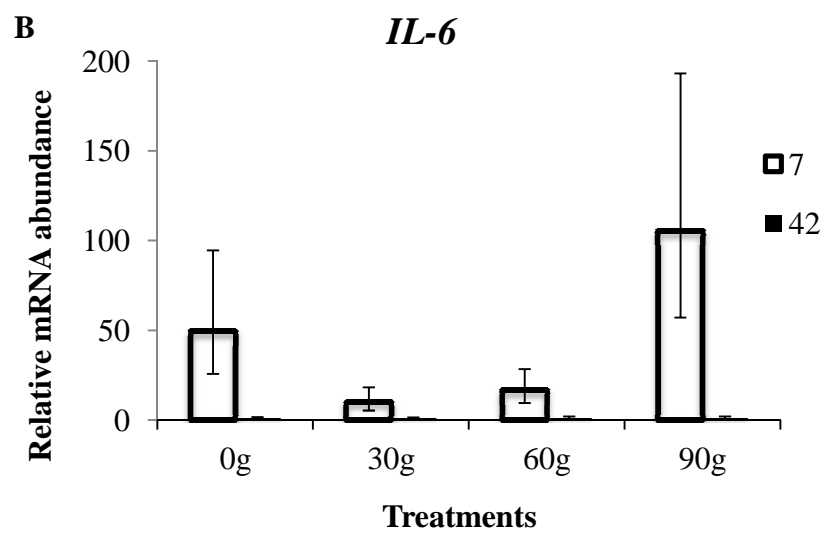 B
IL-6
Relative mRNA abundance
200
150
100
50
0
0g
30g
60g
90g
Treatments
7
42